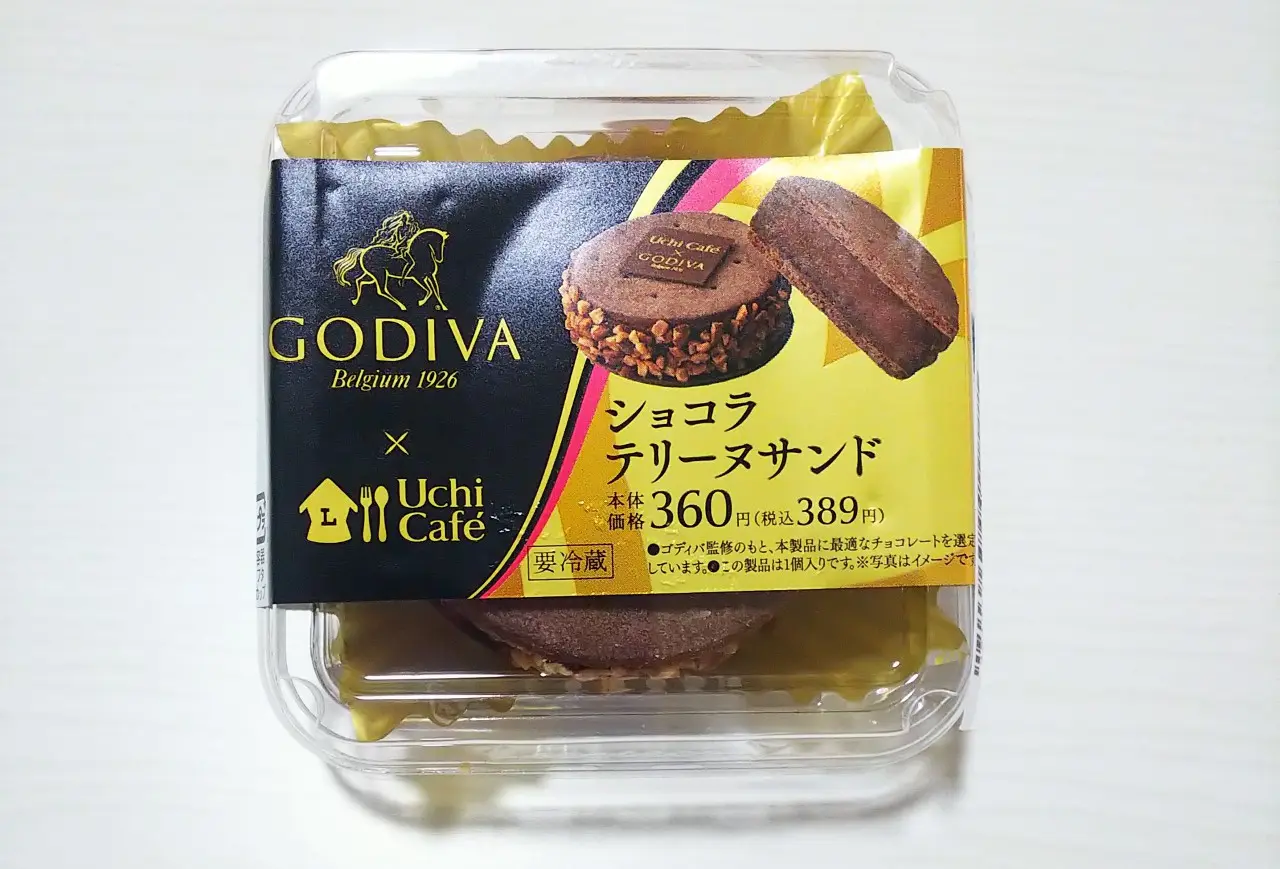 GODIVA
Belgium 1926
×
L
Uchi
Café
Uchi Café
×
GODIVA
Belgium 1926
ショコラ
テリーヌサンド
本体
価格360円(税込389円)
要冷蔵
●ゴディバ監修のもと、本製品に最適なチョコレートを選定
しています。●この製品は1個入りです。※写真はイメージです